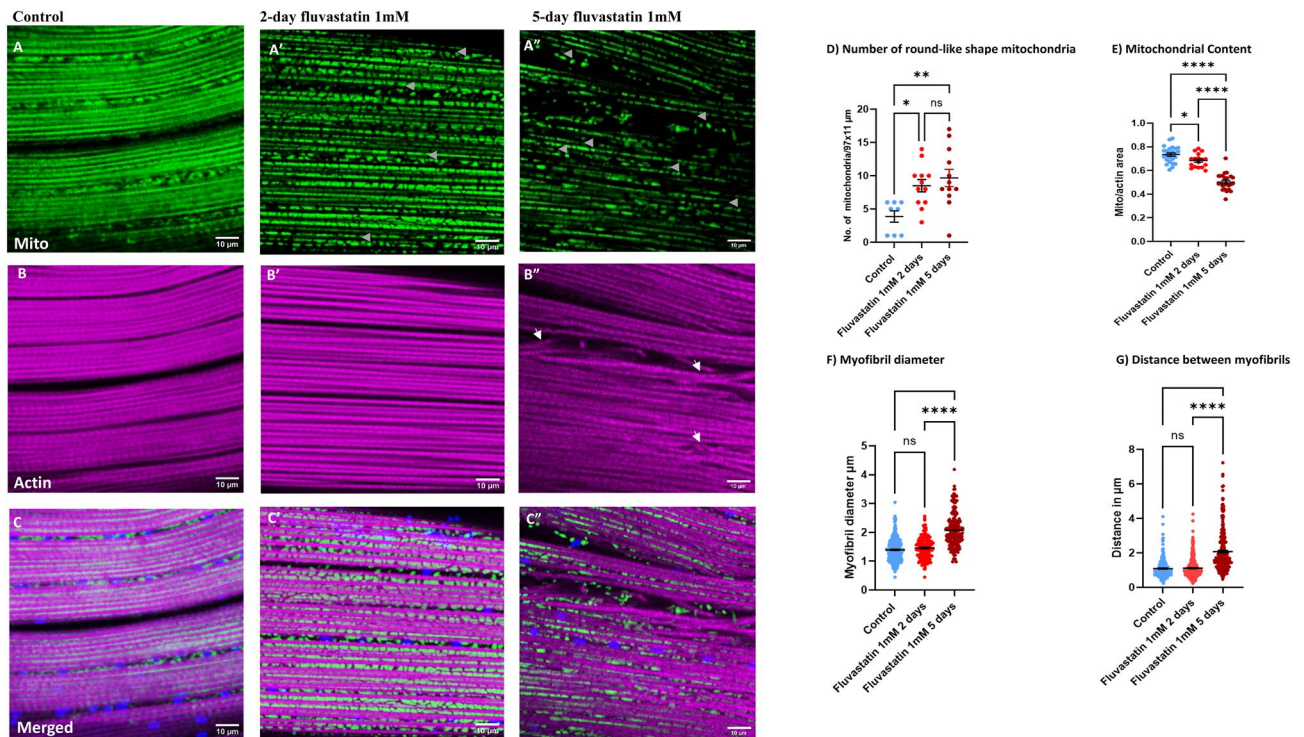 Control
2-day fluvastatin 1mM
5-day fluvastatin 1mM
A
10 µm
Mito
A′
10 µm
A″
10 µm
B
10 µm
Actin
B′
10 µm
B″
10 µm
C
10 µm
Merged
C′
10 µm
C″
10 µm
D) Number of round-like shape mitochondria
**
*
ns
No. of mitochondria/97x11 µm
20
15
10
5
0
Control
Fluvastatin 1mM 2 days
Fluvastatin 1mM 5 days
E) Mitochondrial Content
****
****
*
Mito/actin area
1.0
0.8
0.6
0.4
0.2
0.0
Control
Fluvastatin 1mM 2 days
Fluvastatin 1mM 5 days
F) Myofibril diameter
****
ns
Myofibril diameter µm
5
4
3
2
1
0
Control
Fluvastatin 1mM 2 days
Fluvastatin 1mM 5 days
G) Distance between myofibrils
****
ns
Distance in µm
8
6
4
2
0
Control
Fluvastatin 1mM 2 days
Fluvastatin 1mM 5 days